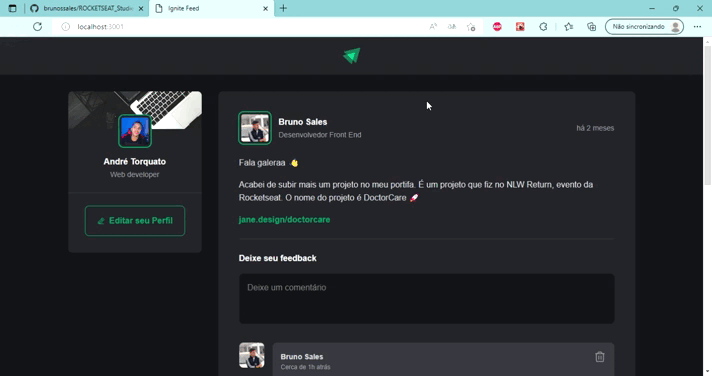 brunossales/ROCKETSEAT_Studi
Ignite Feed
localhost:3001
Não sincronizando
Bruno Sales
Desenvolvedor Front End
há 2 meses
André Torquato
Web developer
Editar seu Perfil
Fala galeraa
Acabei de subir mais um projeto no meu portifa. É um projeto que fiz no NLW Return, evento da
Rocketseat. O nome do projeto é DoctorCare
jane.design/doctorcare
Deixe seu feedback
Deixe um comentário
Bruno Sales
Cerca de 1h atrás